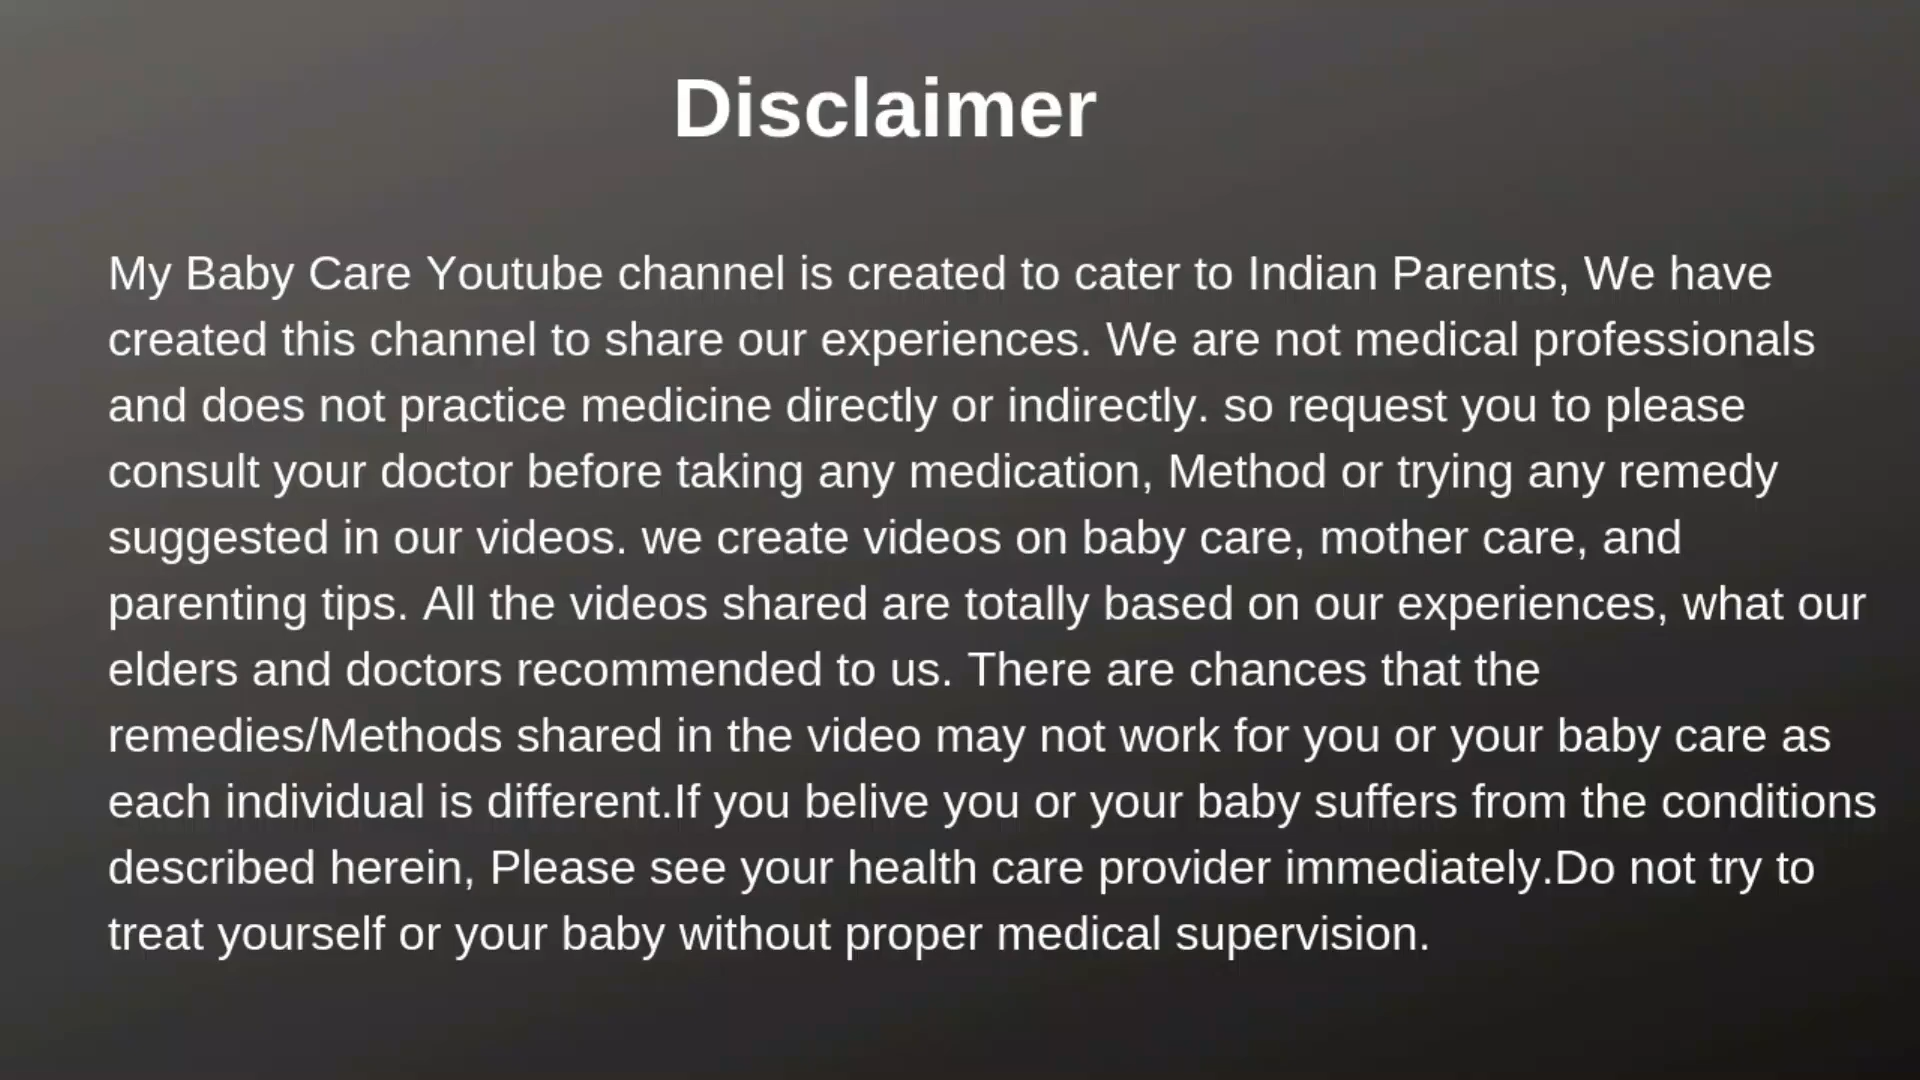 Disclaimer
My Baby Care Youtube channel is created to cater to Indian Parents, We have
created this channel to share our experiences. We are not medical professionals
and does not practice medicine directly or indirectly. so request you to please
consult your doctor before taking any medication, Method or trying any remedy
suggested in our videos. we create videos on baby care, mother care, and
parenting tips. All the videos shared are totally based on our experiences, what our
elders and doctors recommended to us. There are chances that the
remedies/Methods shared in the video may not work for you or your baby care as
each individual is different.If you belive you or your baby suffers from the conditions
described herein, Please see your health care provider immediately.Do not try to
treat yourself or your baby without proper medical supervision.